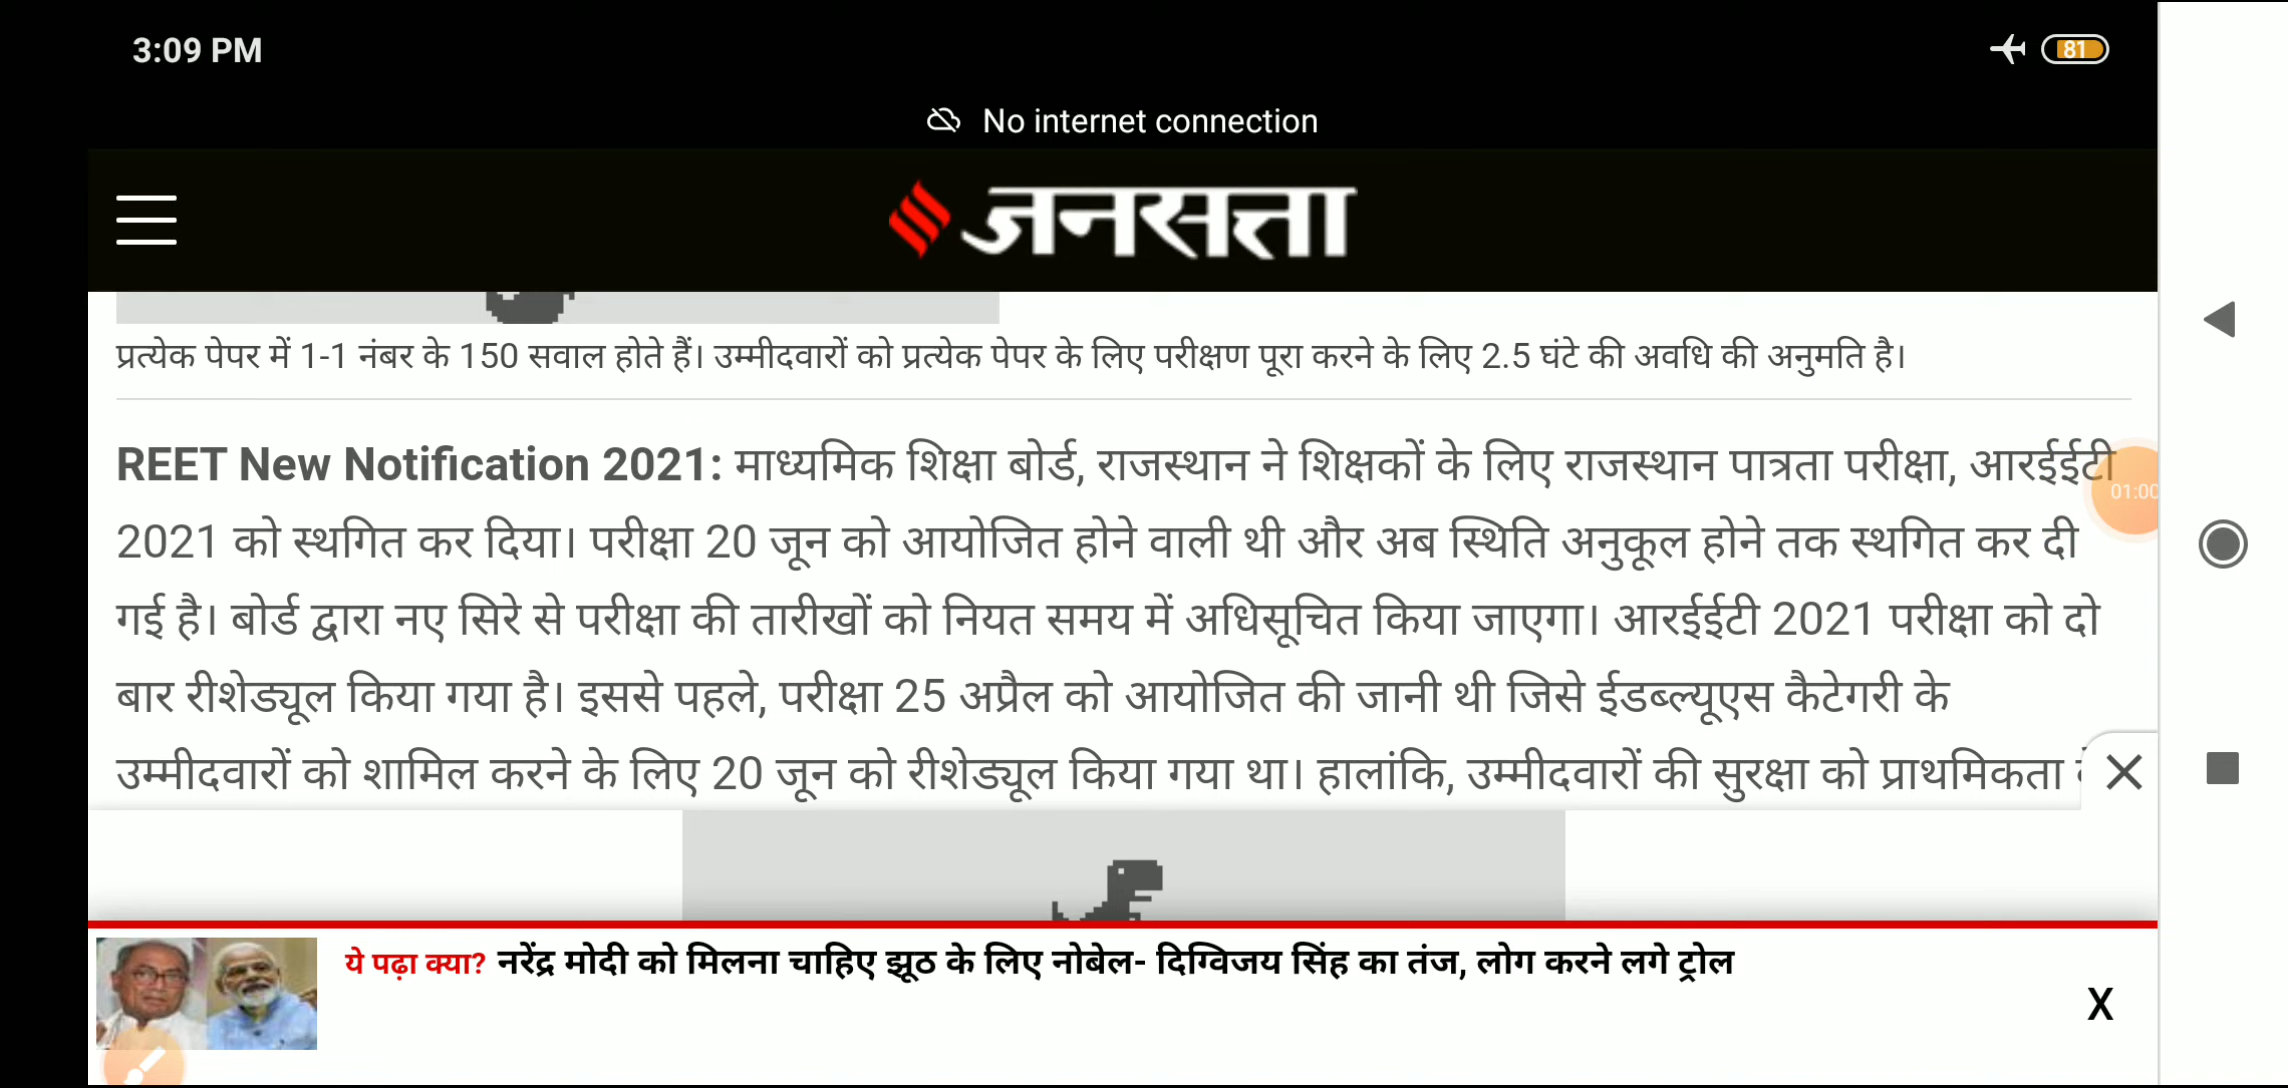 3:09 PM
81
No internet connection
जनसत्ता
प्रत्येक पेपर में 1-1 नंबर के 150 सवाल होते हैं। उम्मीदवारों को प्रत्येक पेपर के लिए परीक्षण पूरा करने के लिए 2.5 घंटे की अवधि की अनुमति है।
REET New Notification 2021: माध्यमिक शिक्षा बोर्ड, राजस्थान ने शिक्षकों के लिए राजस्थान पात्रता परीक्षा, आरईईटी
01:00
2021 को स्थगित कर दिया। परीक्षा 20 जून को आयोजित होने वाली थी और अब स्थिति अनुकूल होने तक स्थगित कर दी
गई है। बोर्ड द्वारा नए सिरे से परीक्षा की तारीखों को नियत समय में अधिसूचित किया जाएगा। आरईईटी 2021 परीक्षा को दो
बार रीशेड्यूल किया गया है। इससे पहले, परीक्षा 25 अप्रैल को आयोजित की जानी थी जिसे ईडब्ल्यूएस कैटेगरी के
उम्मीदवारों को शामिल करने के लिए 20 जून को रीशेड्यूल किया गया था। हालांकि, उम्मीदवारों की सुरक्षा को प्राथमिकता
ये पढ़ा क्या? नरेंद्र मोदी को मिलना चाहिए झूठ के लिए नोबेल- दिग्विजय सिंह का तंज, लोग करने लगे ट्रोल
X